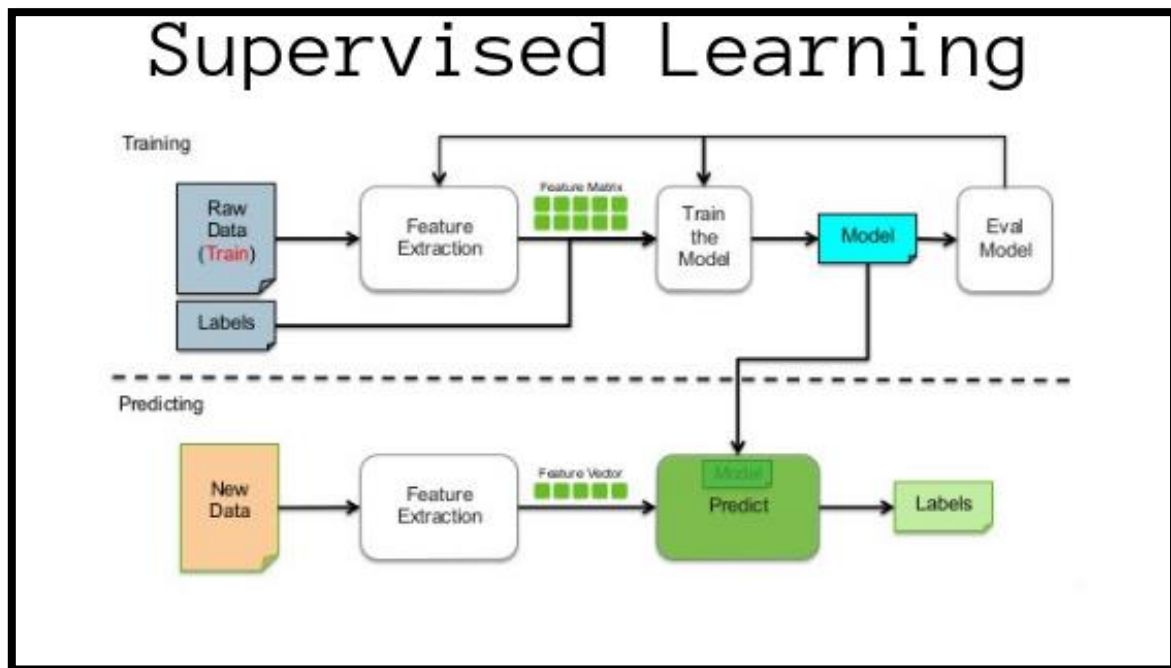 Supervised Learning
Training
Raw
Data
(Train)
Labels
Feature
Extraction
Feature Matrix
Train
the
Model
Model
Eval
Model
Predicting
New
Data
Feature
Extraction
Feature Vector
Model
Predict
Labels